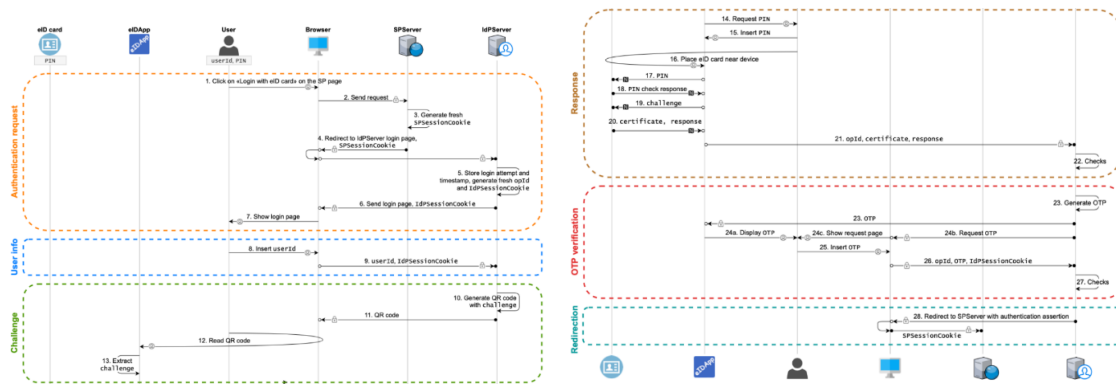 eID card
eIDApp
User
Browser
SPServer
IdPServer
eIDApp
PIN
userId, PIN
Authentication request
1. Click on «Login with eID card» on the SP page
2. Send request
3. Generate fresh
SPSessionCookie
4. Redirect to IdPServer login page,
SPSessionCookie
5. Store login attempt and
timestamp, generate fresh opId
and IdPSessionCookie
6. Send login page, IdPSessionCookie
7. Show login page
User info
8. Insert userId
9. userId, IdPSessionCookie
Challenge
10. Generate QR code
with challenge
11. QR code
12. Read QR code
13. Extract
challenge
Response
14. Request PIN
15. Insert PIN
16. Place eID card near device
17. PIN
18. PIN check response
19. challenge
20. certificate, response
21. opId, certificate, response
22. Checks
OTP verification
23. Generate OTP
23. OTP
24a. Display OTP
24c. Show request page
24b. Request OTP
25. Insert OTP
26. opId, OTP, IdPSessionCookie
27. Checks
Redirection
28. Redirect to SPServer with authentication assertion
SPSessionCookie
eIDApp